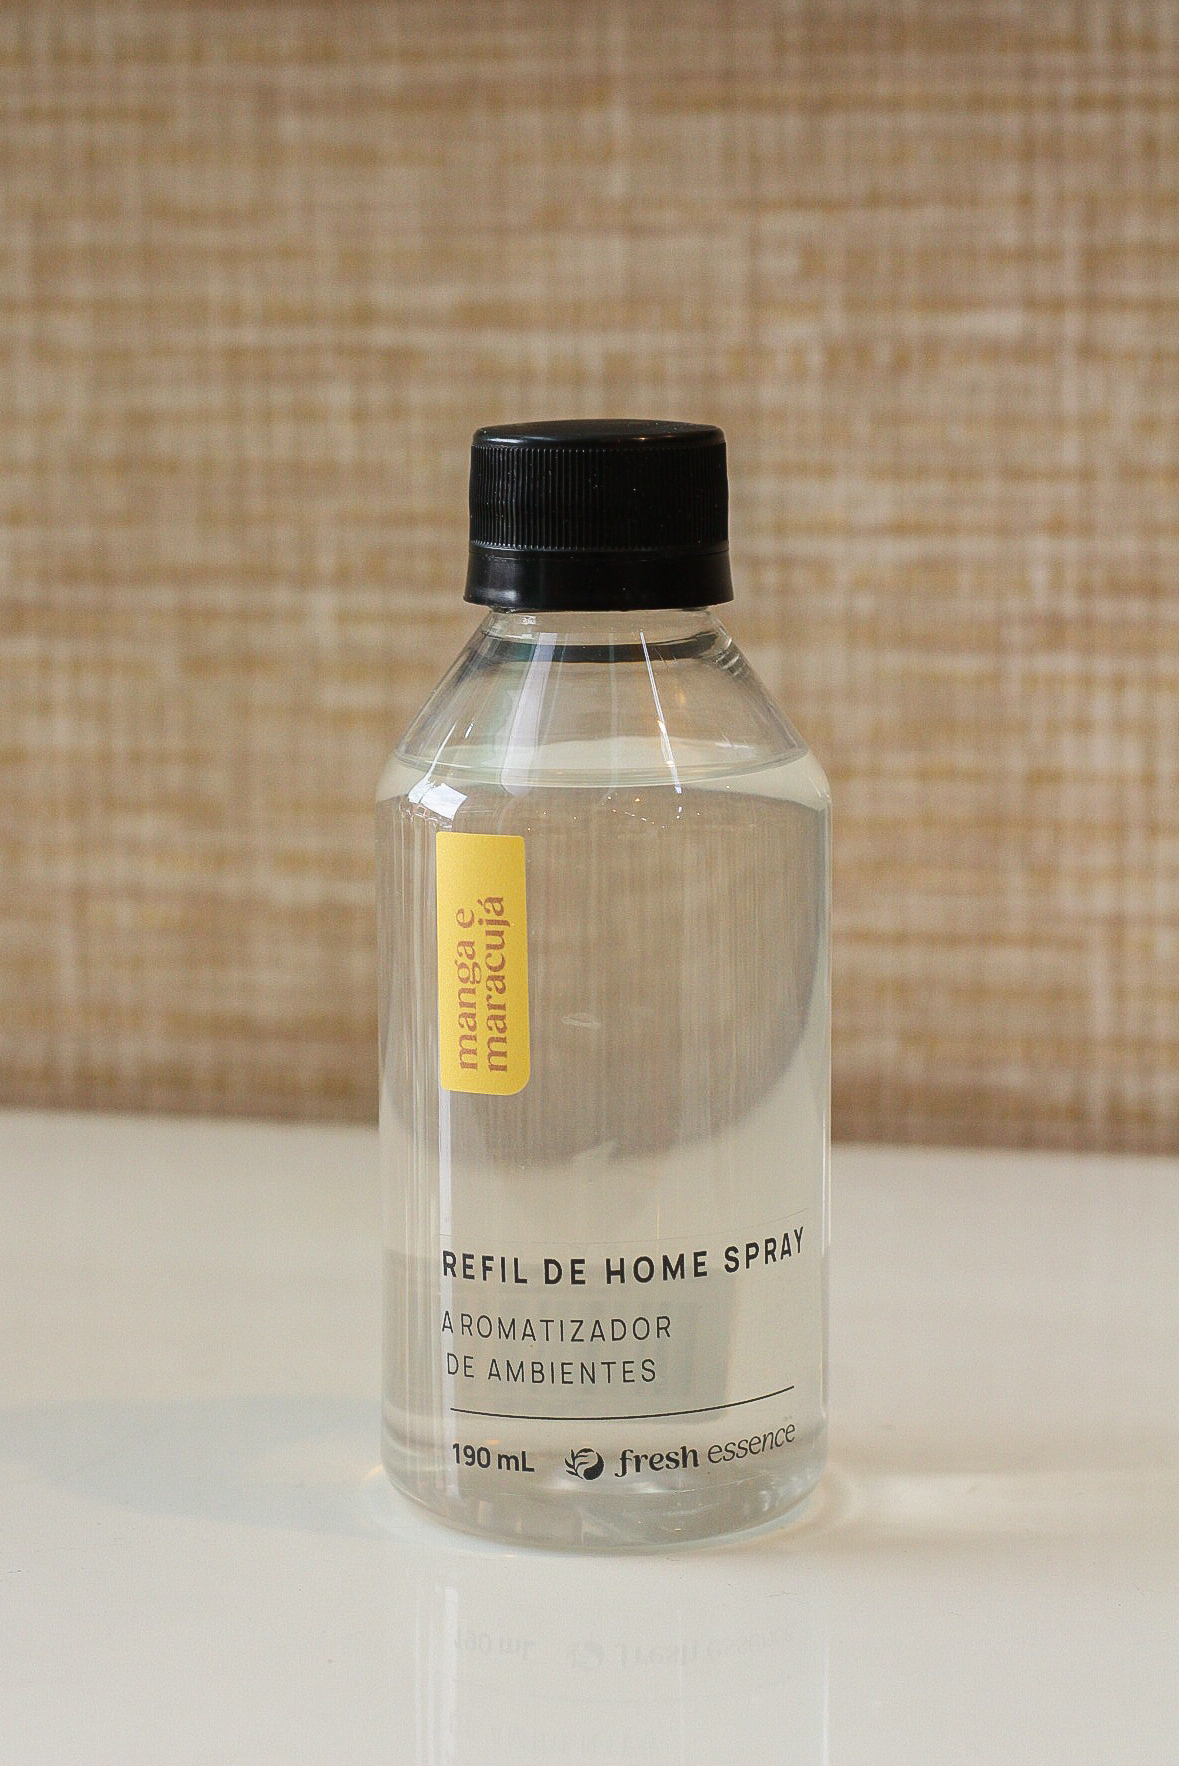 manga e
maracujá
REFIL DE HOME SPRAY
AROMATIZADOR
DE AMBIENTES
190 mL fresh essence